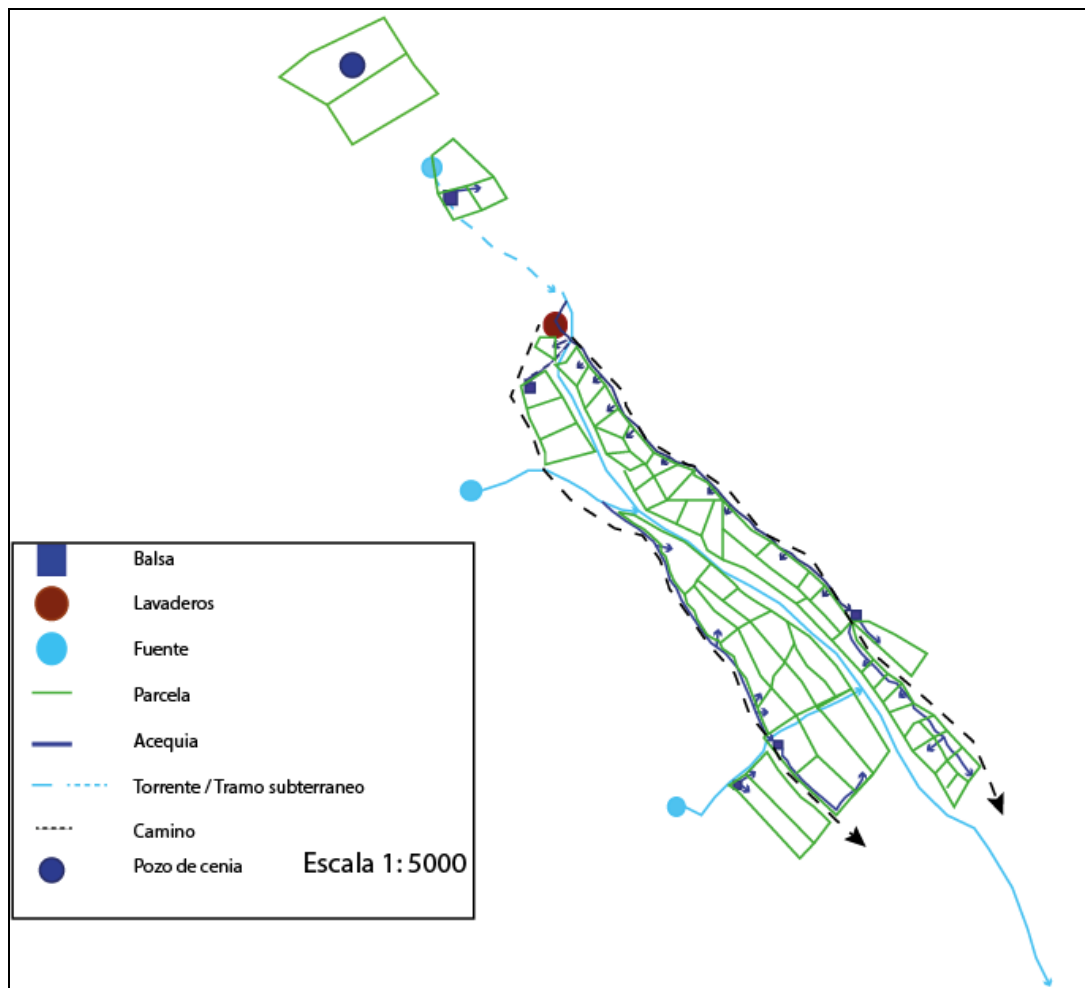 Balsa
Lavaderos
Fuente
Parcela
Acequia
Torrente / Tramo subterraneo
Camino
Pozo de cenia
Escala 1: 5000